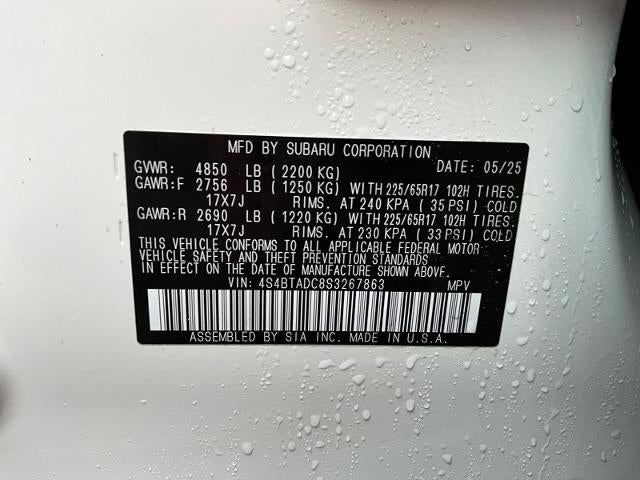 MFD BY SUBARU CORPORATION
GVWR: 4850 LB (2200 KG) DATE: 05/25
GAWR:F 2756 LB (1250 KG) WITH 225/65R17 102H TIRES.
17X7J RIMS. AT 240 KPA (35 PSI) COLD
GAWR:R 2690 LB (1220 KG) WITH 225/65R17 102H TIRES.
17X7J RIMS. AT 230 KPA (33 PSI) COLD
THIS VEHICLE CONFORMS TO ALL APPLICABLE FEDERAL MOTOR
VEHICLE SAFETY AND THEFT PREVENTION STANDARDS
IN EFFECT ON THE DATE OF MANUFACTURE SHOWN ABOVE.
VIN: 4S4BTADC8S3267863 MPV
ASSEMBLED BY SIA INC. MADE IN U.S.A.